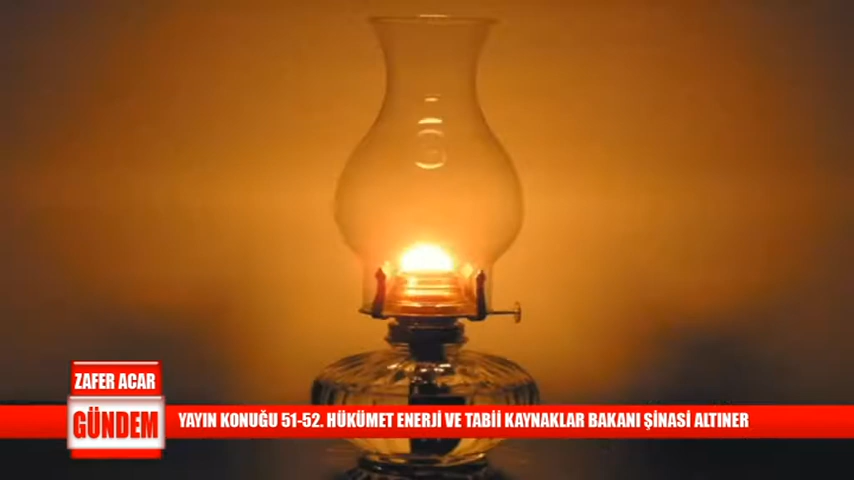 ZAFER ACAR
GÜNDEM
YAYIN KONUĞU 51-52. HÜKÜMET ENERJİ VE TABİİ KAYNAKLAR BAKANI ŞİNASİ ALTINER